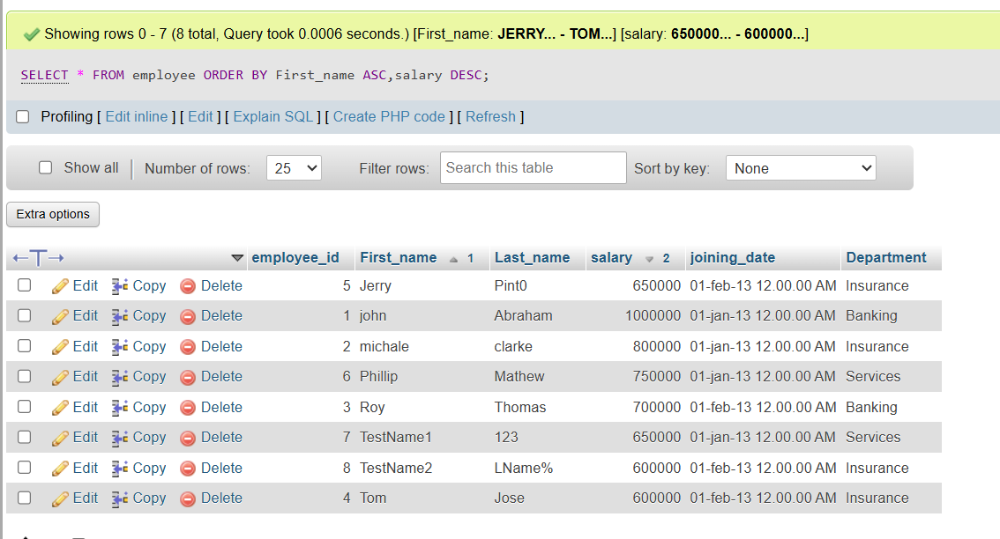 Showing rows 0 - 7 (8 total, Query took 0.0006 seconds.) [First_name: JERRY... - TOM...] [salary: 650000... - 600000...]
SELECT * FROM employee ORDER BY First_name ASC,salary DESC;
Profiling [ Edit inline ] [ Edit ] [ Explain SQL ] [ Create PHP code ] [ Refresh ]
Show all Number of rows: 25 Filter rows: Search this table Sort by key: None
Extra options
employee_id First_name 1 Last_name salary 2 joining_date Department
Edit Copy Delete 5 Jerry Pint0 650000 01-feb-13 12.00.00 AM Insurance
Edit Copy Delete 1 john Abraham 1000000 01-jan-13 12.00.00 AM Banking
Edit Copy Delete 2 michale clarke 800000 01-jan-13 12.00.00 AM Insurance
Edit Copy Delete 6 Phillip Mathew 750000 01-jan-13 12.00.00 AM Services
Edit Copy Delete 3 Roy Thomas 700000 01-feb-13 12.00.00 AM Banking
Edit Copy Delete 7 TestName1 123 650000 01-jan-13 12.00.00 AM Services
Edit Copy Delete 8 TestName2 LName% 600000 01-feb-13 12.00.00 AM Insurance
Edit Copy Delete 4 Tom Jose 600000 01-feb-13 12.00.00 AM Insurance